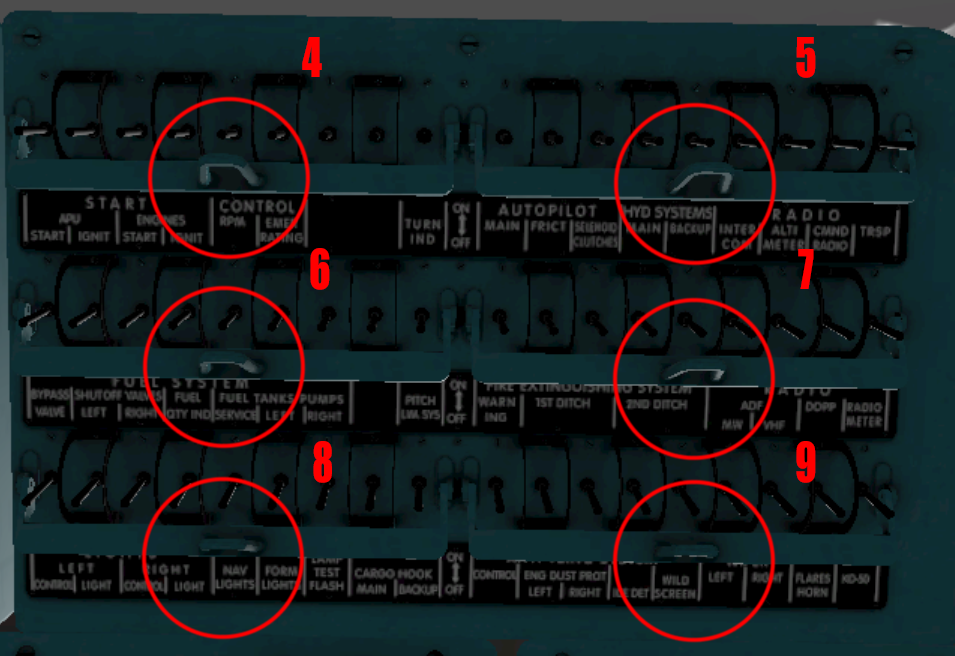 4 5
START CONTROL AUTOPILOT HYD SYSTEMS RADIO
APU ENGINES RPM EMER RATING TURN IND ON OFF MAIN FRICT SELENOID CLUTCHES MAIN BACKUP INTER COM ALTI METER CMND RADIO TRSP
START IGNIT START IGNIT
6 7
FUEL SYSTEM FIRE EXTINGUISHING SYSTEM RADIO
BYPASS VALVE SHUTOFF VALVES FUEL QTY IND FUEL TANKS PUMPS PITCH LIM.SYS ON OFF WARN ING 1ST DITCH 2ND DITCH ADF DOPP RADIO METER
LEFT RIGHT SERVICE LEFT RIGHT MW VHF
8 9
LEFT RIGHT NAV LIGHTS FORM LIGHTS LAMP TEST FLASH CARGO HOOK ON OFF CONTROL ENG DUST PROT WILD SCREEN LEFT RIGHT FLARES HORN KD-50
CONTROL LIGHT CONTROL LIGHT MAIN BACKUP LEFT RIGHT DET